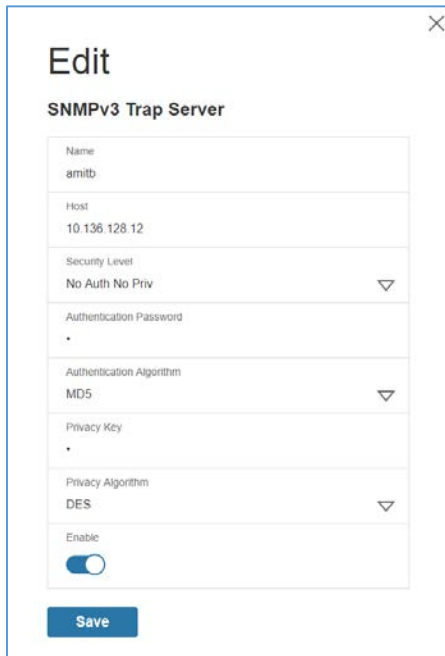 Edit
SNMPv3 Trap Server
Name
amitb
Host
10.136.128.12
Security Level
No Auth No Priv
Authentication Password
•
Authentication Algorithm
MD5
Privacy Key
•
Privacy Algorithm
DES
Enable
Save